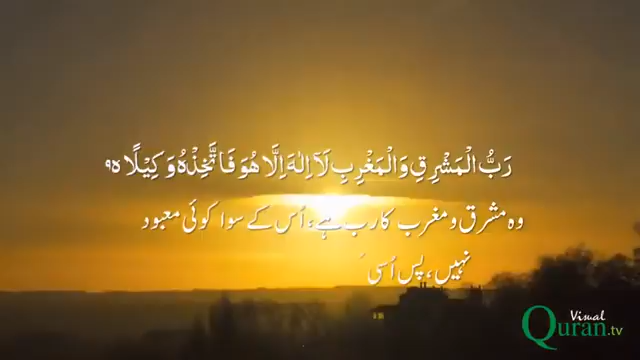 رَبُّ الْمَشْرِقِ وَالْمَغْرِبِ لَآ اِلٰهَ اِلَّا هُوَ فَاتَّخِذْهُ وَكِيْلًا ۹
وہ مشرق و مغرب کا رب ہے، اُس کے سوا کوئی معبود
نہیں، پس اُسی
Visual
Quran.tv